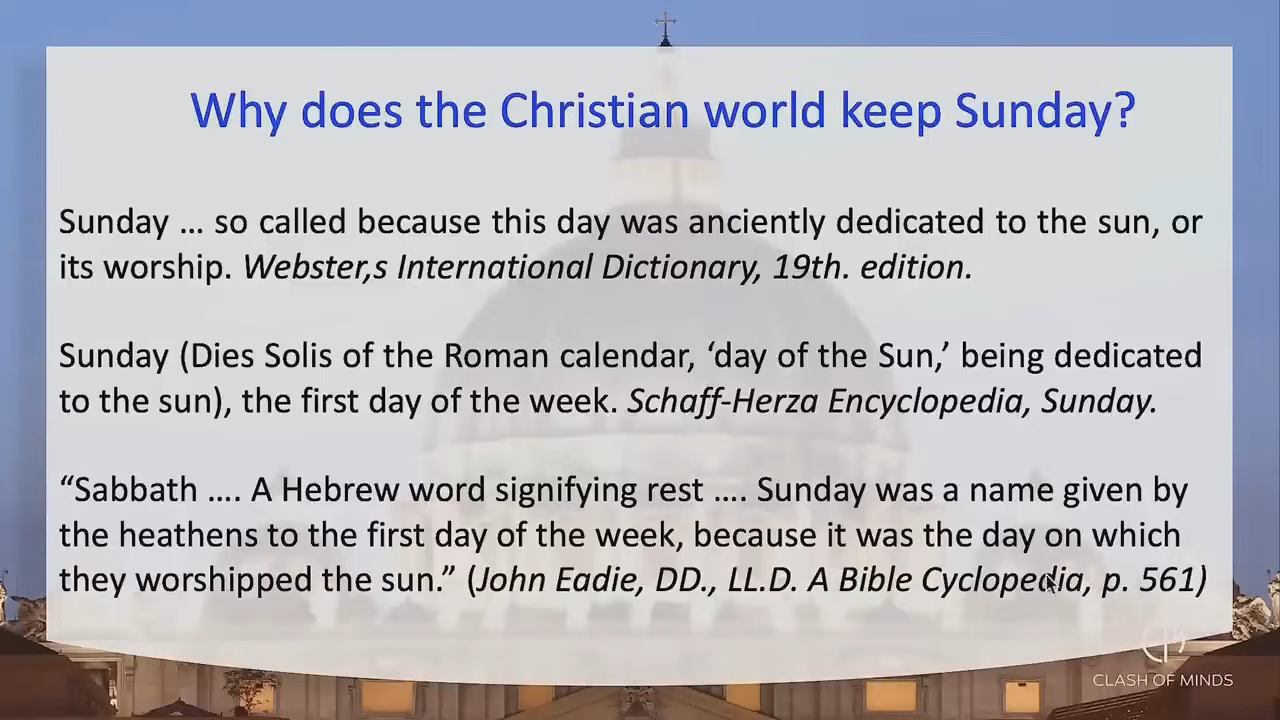 Why does the Christian world keep Sunday?
Sunday ... so called because this day was anciently dedicated to the sun, or
its worship. Webster,s International Dictionary, 19th. edition.
Sunday (Dies Solis of the Roman calendar, ‘day of the Sun,’ being dedicated
to the sun), the first day of the week. Schaff-Herza Encyclopedia, Sunday.
“Sabbath .... A Hebrew word signifying rest .... Sunday was a name given by
the heathens to the first day of the week, because it was the day on which
they worshipped the sun.” (John Eadie, DD., LL.D. A Bible Cyclopedia, p. 561)
CLASH OF MINDS